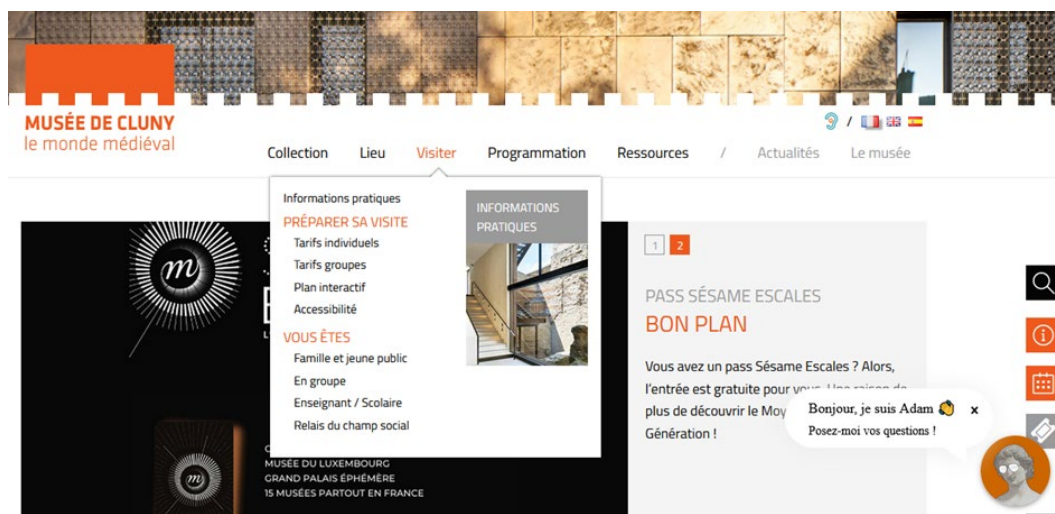 MUSÉE DE CLUNY
le monde médiéval
/
Collection Lieu Visiter Programmation Ressources / Actualités Le musée
Informations pratiques
PRÉPARER SA VISITE
Tarifs individuels
Tarifs groupes
Plan interactif
Accessibilité
VOUS ÊTES
Famille et jeune public
En groupe
Enseignant / Scolaire
Relais du champ social
INFORMATIONS
PRATIQUES
m
m
MUSÉE DU LUXEMBOURG
GRAND PALAIS ÉPHÉMÈRE
15 MUSÉES PARTOUT EN FRANCE
1 2
PASS SÉSAME ESCALES
BON PLAN
Vous avez un pass Sésame Escales ? Alors,
l'entrée est gratuite pour vous. Une raison de
plus de découvrir le Moy
Génération !
Bonjour, je suis Adam x
Posez-moi vos questions !